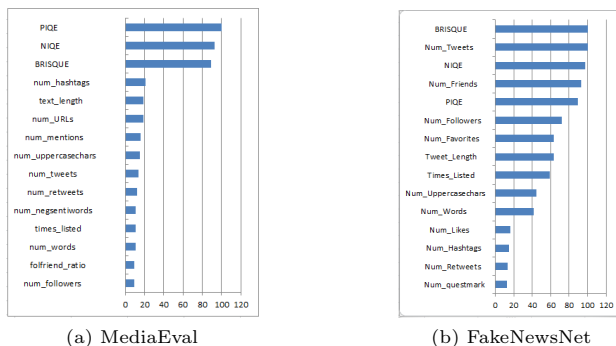 PIQE
NIQE
BRISQUE
num_hashtags
text_length
num_URLs
num_mentions
num_uppercasechars
num_tweets
num_retweets
num_negsentiwords
times_listed
num_words
folfriend_ratio
num_followers
0 20 40 60 80 100 120
(a) MediaEval
BRISQUE
Num_Tweets
NIQE
Num_Friends
PIQE
Num_Followers
Num_Favorites
Tweet_Length
Times_Listed
Num_Uppercasechars
Num_Words
Num_Likes
Num_Hashtags
Num_Retweets
Num_questmark
0 20 40 60 80 100 120
(b) FakeNewsNet